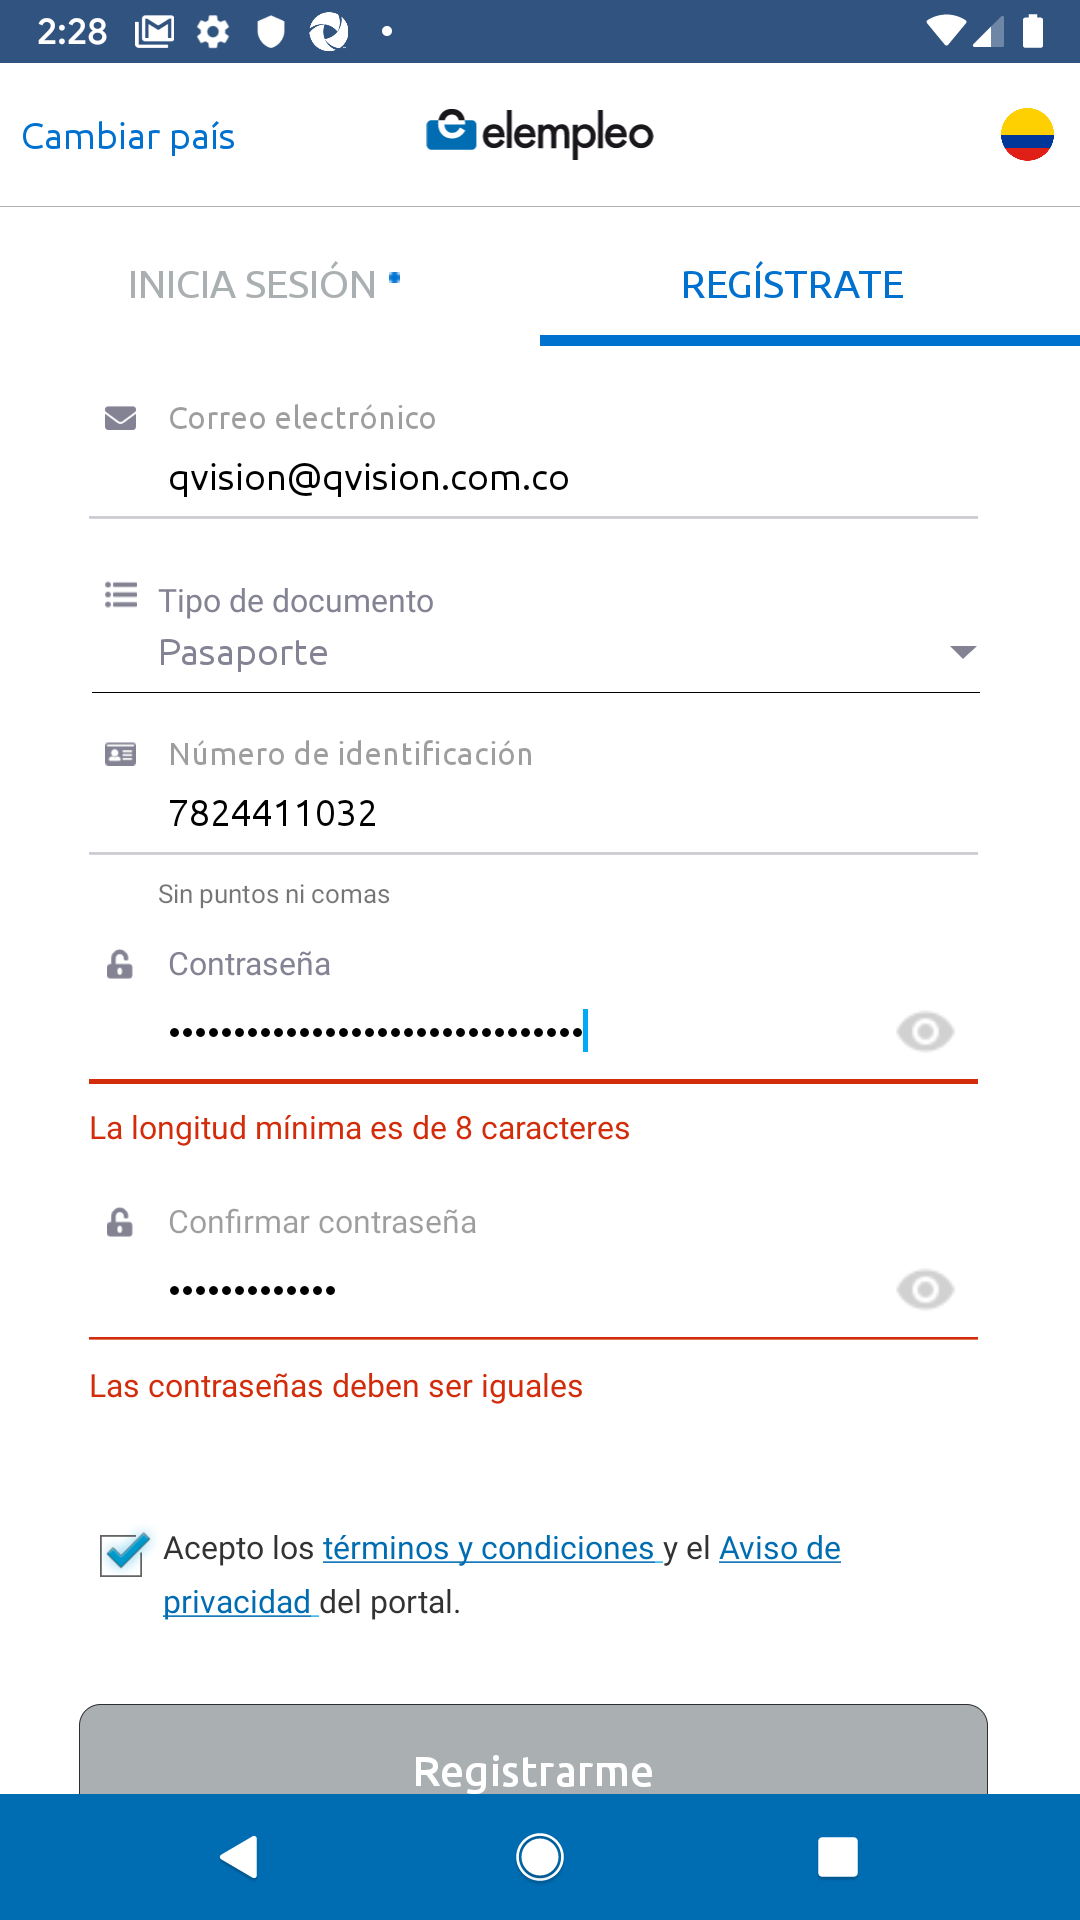 2:28
Cambiar país
elempleo
INICIA SESIÓN
REGÍSTRATE
Correo electrónico
qvision@qvision.com.co
Tipo de documento
Pasaporte
Número de identificación
7824411032
Sin puntos ni comas
Contraseña
••••••••••••••••••••••••••••••••
La longitud mínima es de 8 caracteres
Confirmar contraseña
•••••••••••••
Las contraseñas deben ser iguales
Acepto los términos y condiciones y el Aviso de
privacidad del portal.
Registrarme